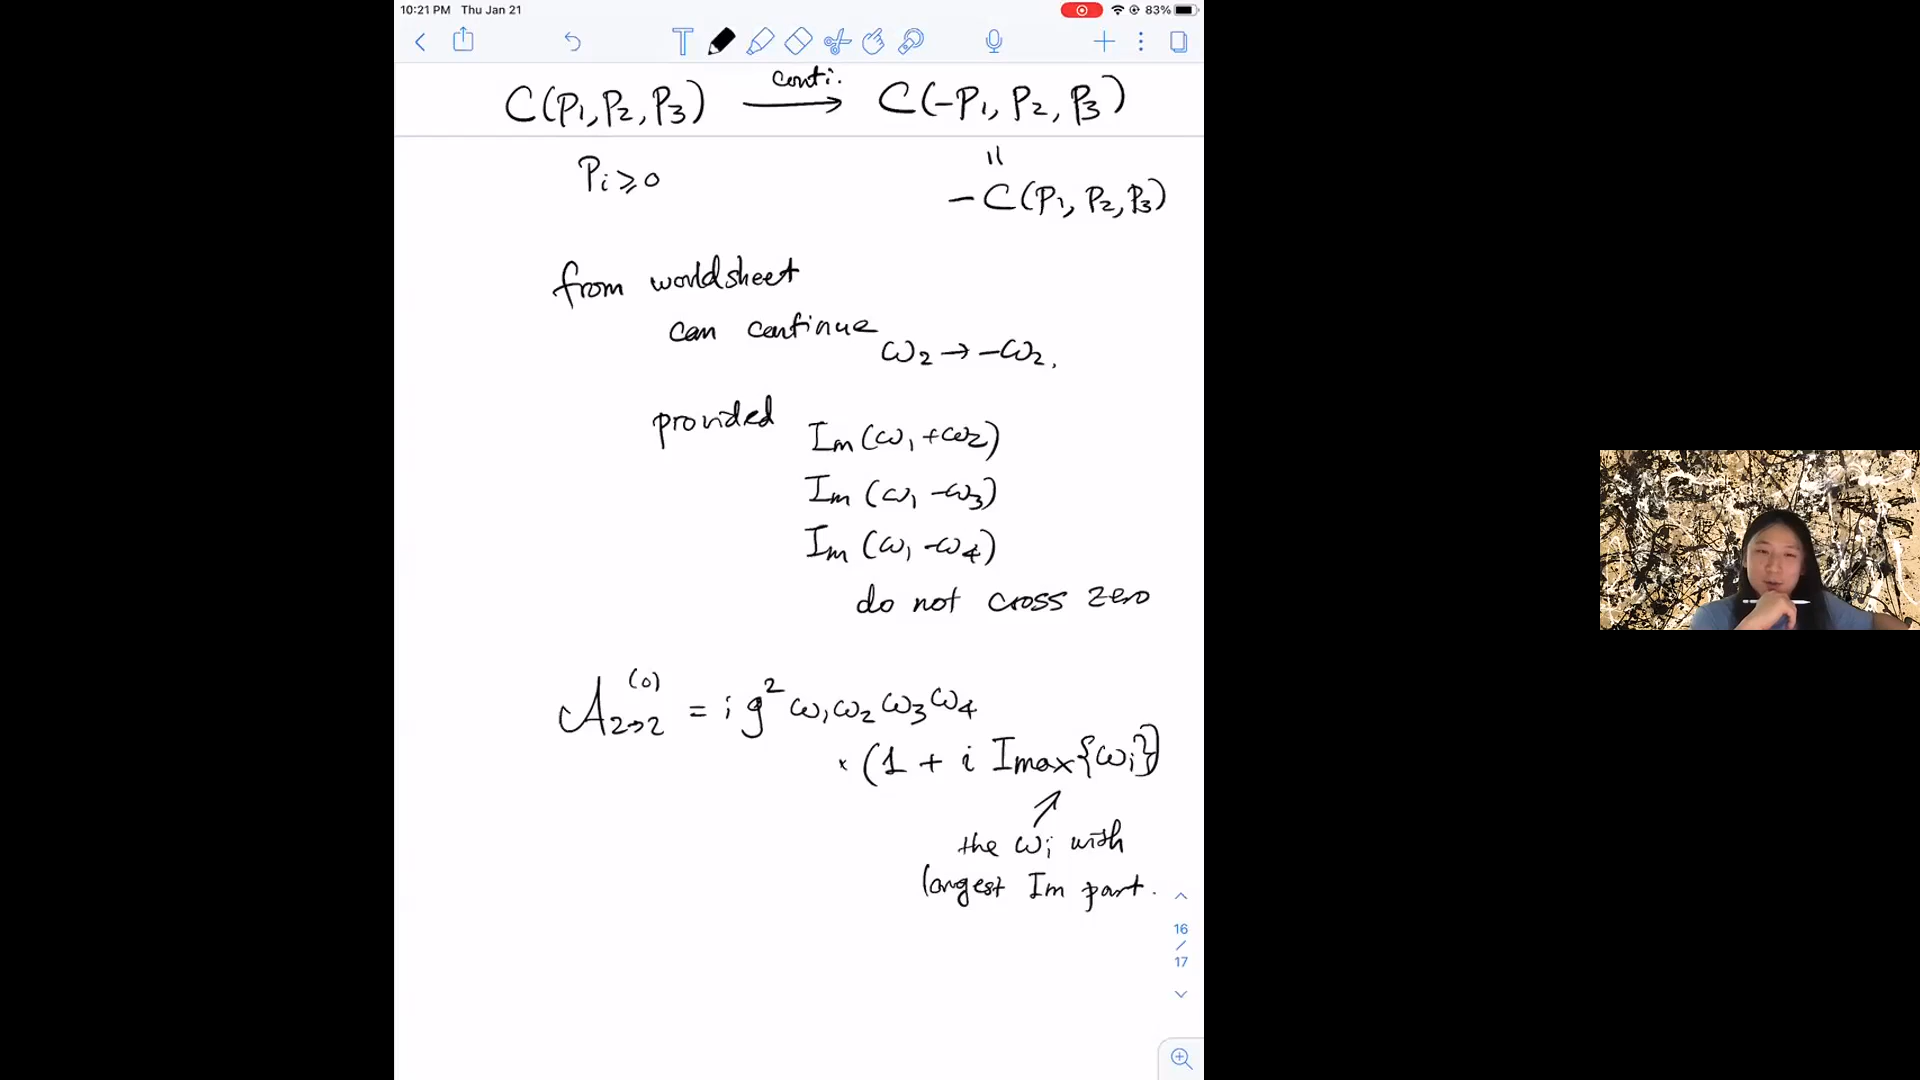 10:21 PM Thu Jan 21
83%
C(P₁, P₂, P₃) ⟶ conti. C(-P₁, P₂, P₃)
Pᵢ ⩾ 0
॥
- C(P₁, P₂, P₃)
from worldsheet
can continue
ω₂ → -ω₂,
provided
Im(ω₁ + ω₂)
Im(ω₁ - ω₃)
Im(ω₁ - ω₄)
do not cross zero
A₂→₂⁽⁰⁾ = i g² ω₁ω₂ω₃ω₄
× (1 + i Imax{ωᵢ})
the ωᵢ with
largest Im part.
16
/
17